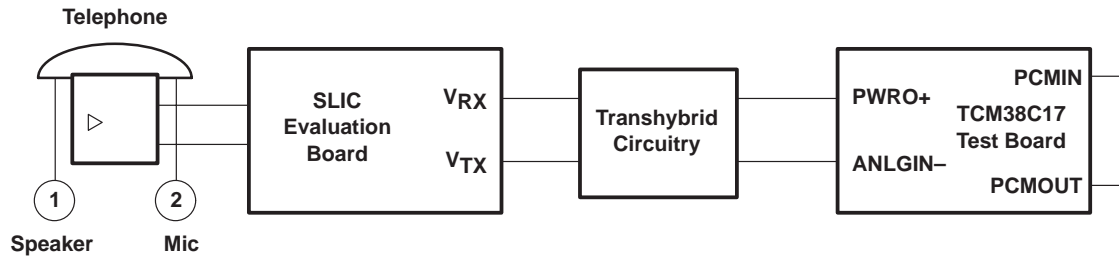 Telephone
1
2
Speaker
Mic
SLIC
Evaluation
Board
VRX
VTX
Transhybrid
Circuitry
PWRO+
ANLGIN–
PCMIN
TCM38C17
Test Board
PCMOUT